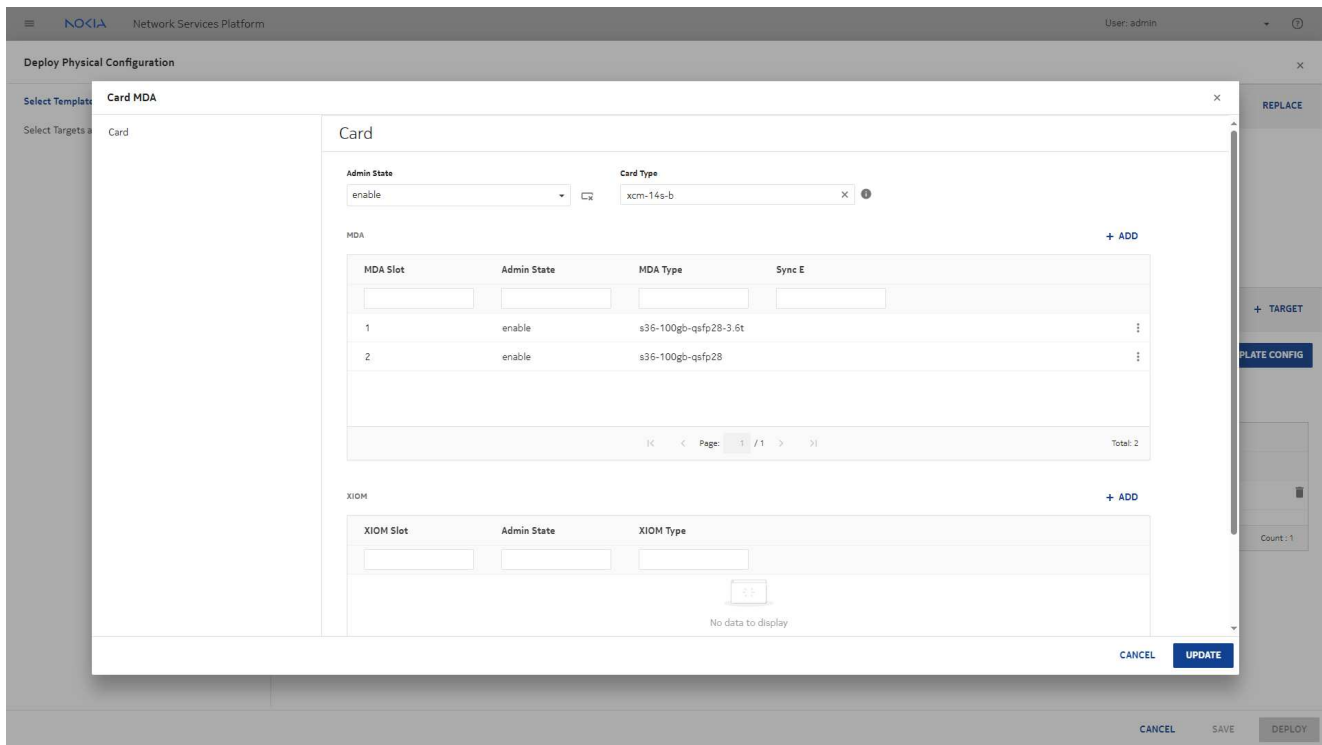 NOKIA Network Services Platform User: admin
Deploy Physical Configuration
Select Template
Card MDA
REPLACE
Select Targets a
Card
Card
Admin State Card Type
enable xcm-14s-b
MDA + ADD
MDA Slot Admin State MDA Type Sync E
+ TARGET
1 enable s36-100gb-qsfp28-3.6t
2 enable s36-100gb-qsfp28
PLATE CONFIG
Page: 1 / 1 Total: 2
XIOM + ADD
XIOM Slot Admin State XIOM Type
Count : 1
No data to display
CANCEL UPDATE
CANCEL SAVE DEPLOY